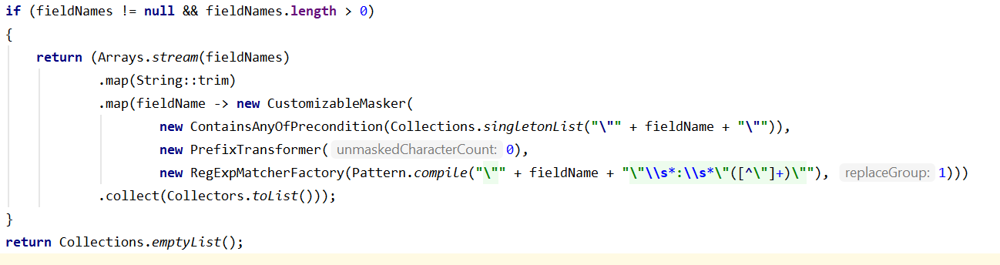 if (fieldNames != null && fieldNames.length > 0)
{
return (Arrays.stream(fieldNames)
.map(String::trim)
.map(fieldName -> new CustomizableMasker(
new ContainsAnyOfPrecondition(Collections.singletonList("\"" + fieldName + "\"")),
new PrefixTransformer( unmaskedCharacterCount: 0),
new RegExpMatcherFactory(Pattern.compile("\"" + fieldName + "\"\\s*:\\s*\"([^\"]+)\""), replaceGroup: 1)))
.collect(Collectors.toList()));
}
return Collections.emptyList();